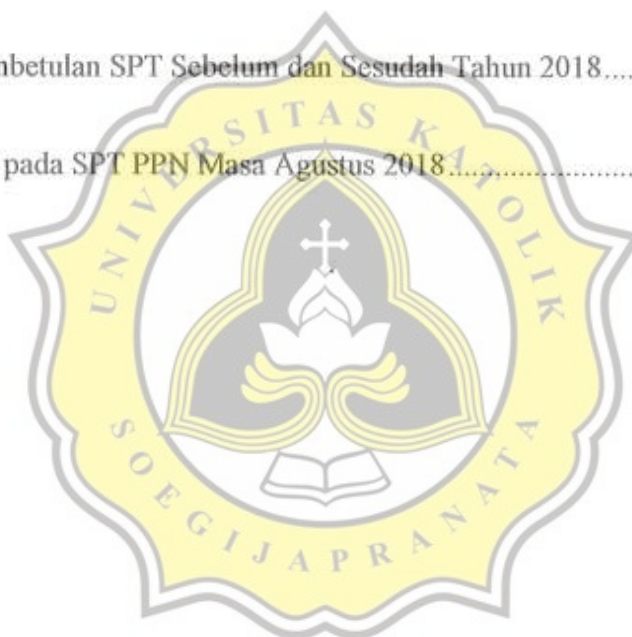 nbetulan SPT Sebelum dan Sesudah Tahun 2018....
pada SPT PPN Masa Agustus 2018........................
UNIVERSITAS KATOLIK
SOEGIJAPRANATA